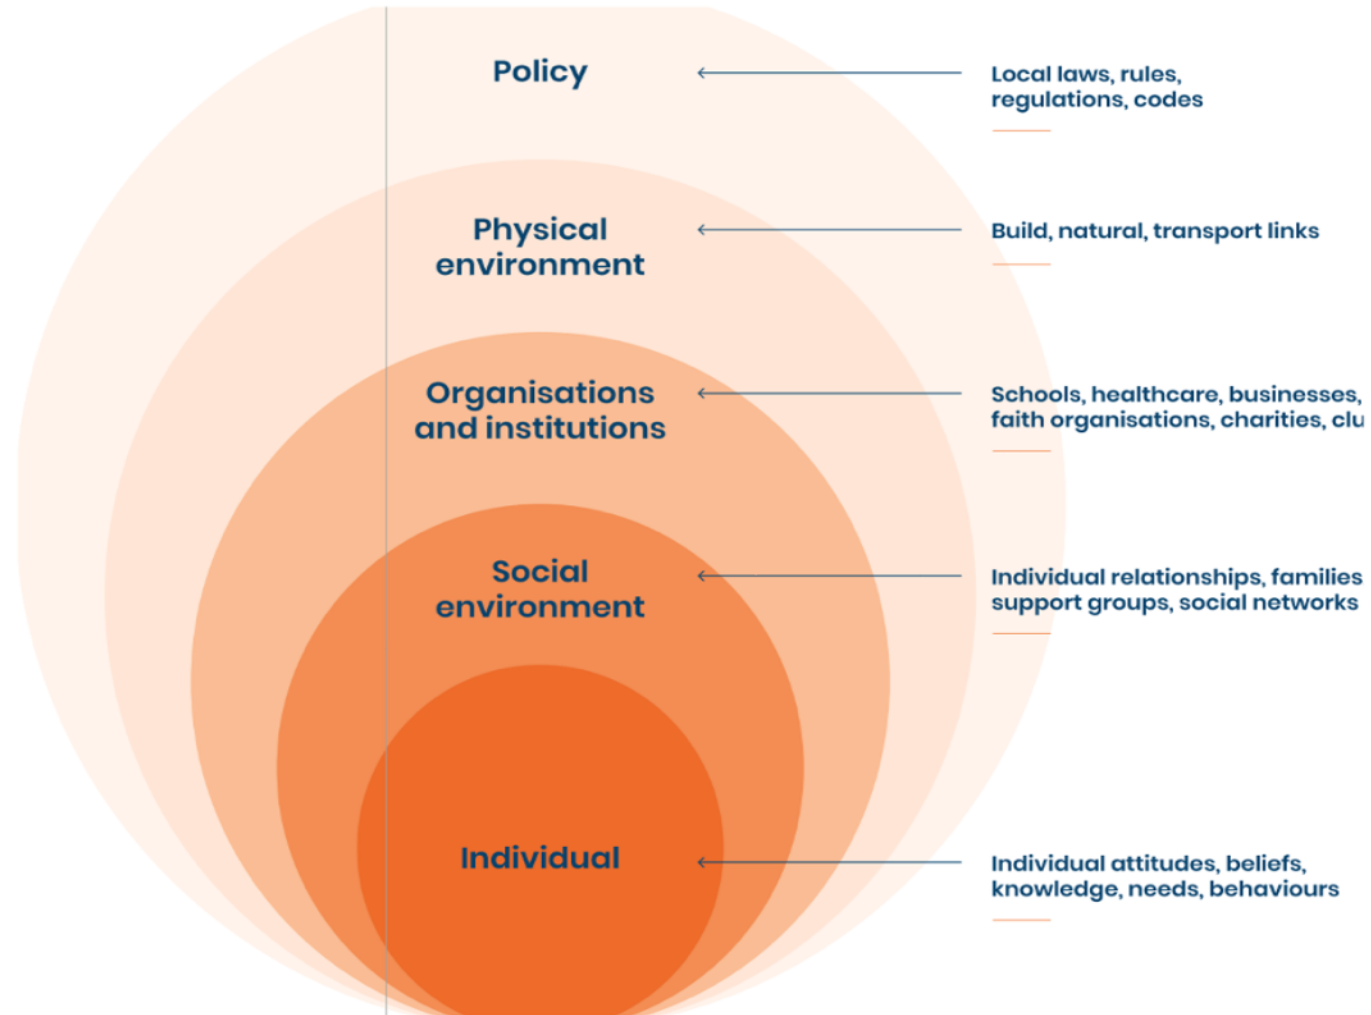 Policy
Local laws, rules,
regulations, codes
Physical
environment
Build, natural, transport links
Organisations
and institutions
Schools, healthcare, businesses,
faith organisations, charities,
Social
environment
Individual relationships, families
support groups, social networks
Individual
Individual attitudes, beliefs,
knowledge, needs, behaviours